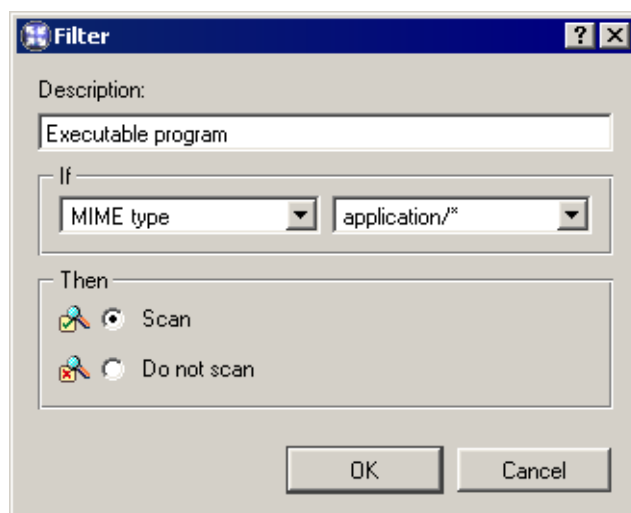 Filter
Description:
Executable program
If
MIME type application/*
Then
Scan
Do not scan
OK Cancel